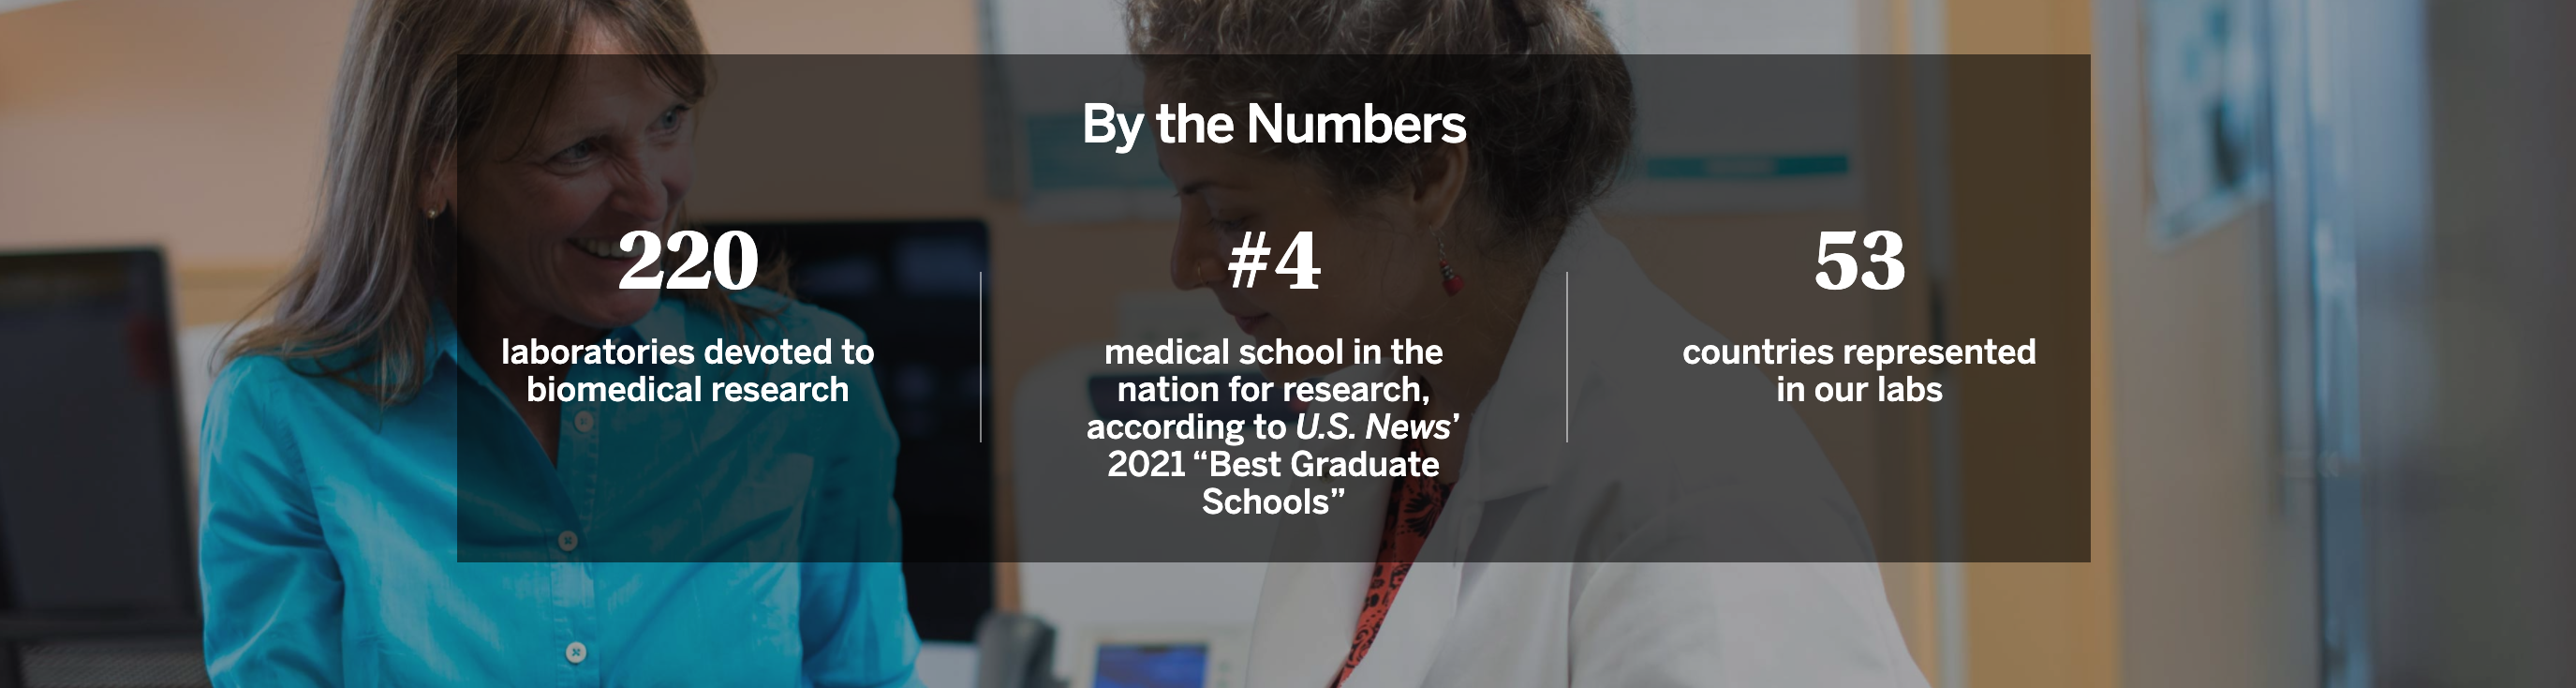 By the Numbers
220
laboratories devoted to
biomedical research
#4
medical school in the
nation for research,
according to U.S. News’
2021 “Best Graduate
Schools”
53
countries represented
in our labs